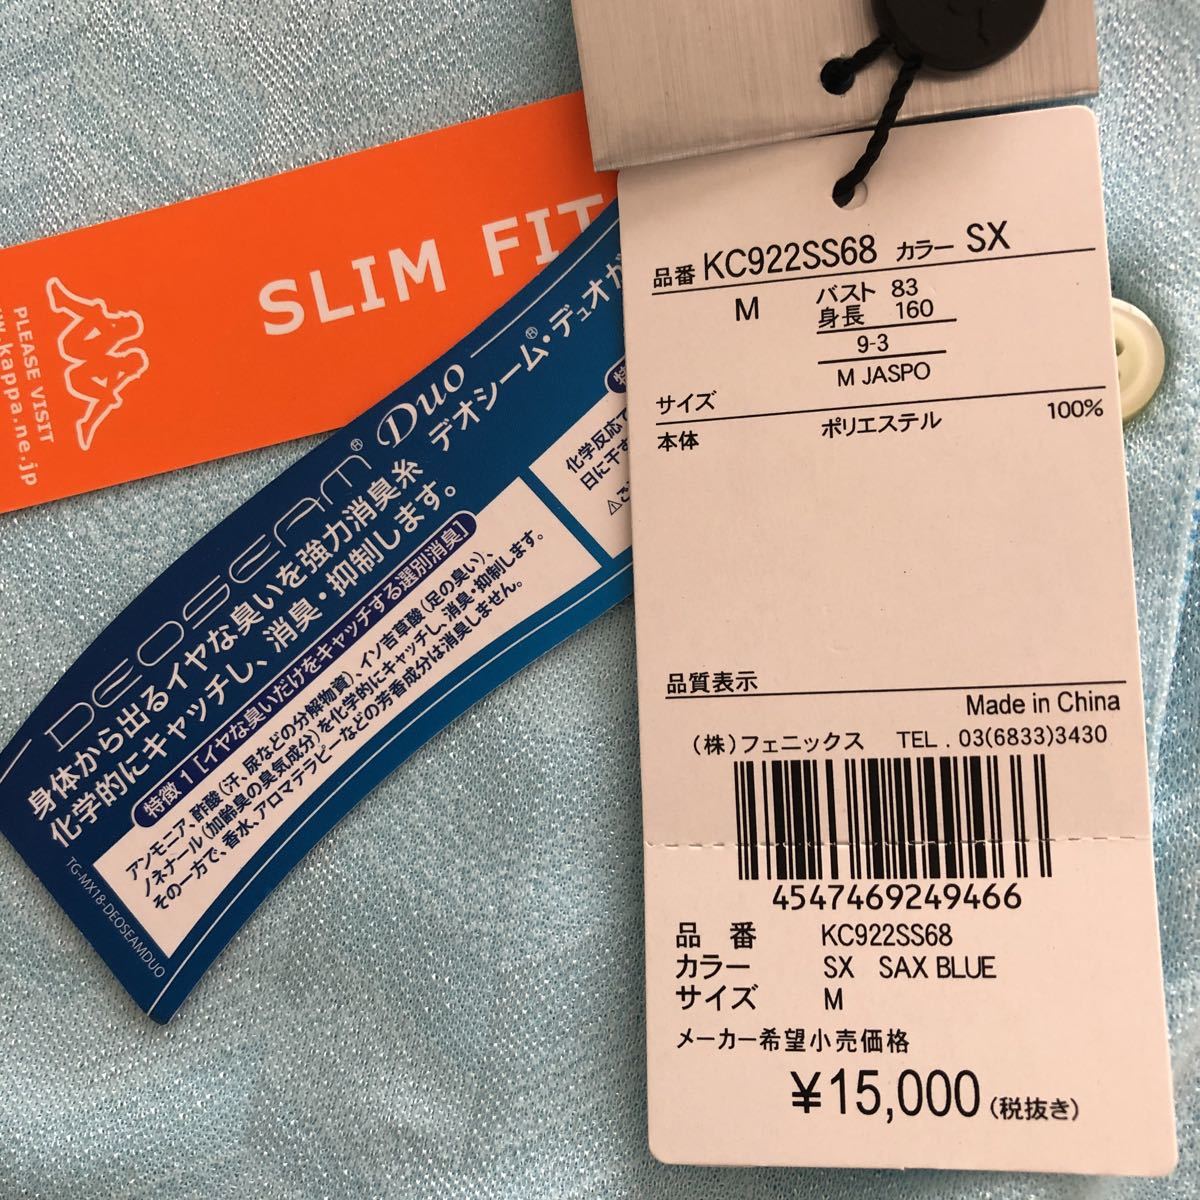 SLIM FIT
PLEASE VISIT
w.kappa.ne.jp
DEOSEAM® Duo
デオシーム®・デュオが
身体から出るイヤな臭いを強力消臭糸
化学的にキャッチし、消臭・抑制します。
特徴1［イヤな臭いだけをキャッチする選別消臭］
アンモニア、酢酸(汗、尿などの分解物資)、イソ吉草酸(足の臭い)、
ノネナール(加齢臭の臭気成分)を化学的にキャッチし、消臭・抑制します。
その一方で、香水、アロマテラピーなどの芳香成分は消臭しません。
TG-MX18-DEOSEAMDUO
化学反応で
日に干す
品番 KC922SS68 カラー SX
M
バスト 83
身長 160
9-3
M JASPO
サイズ
本体 ポリエステル 100%
品質表示
Made in China
(株)フェニックス TEL . 03(6833)3430
4547469249466
品 番 KC922SS68
カラー SX SAX BLUE
サイズ M
メーカー希望小売価格
¥15,000(税抜き)